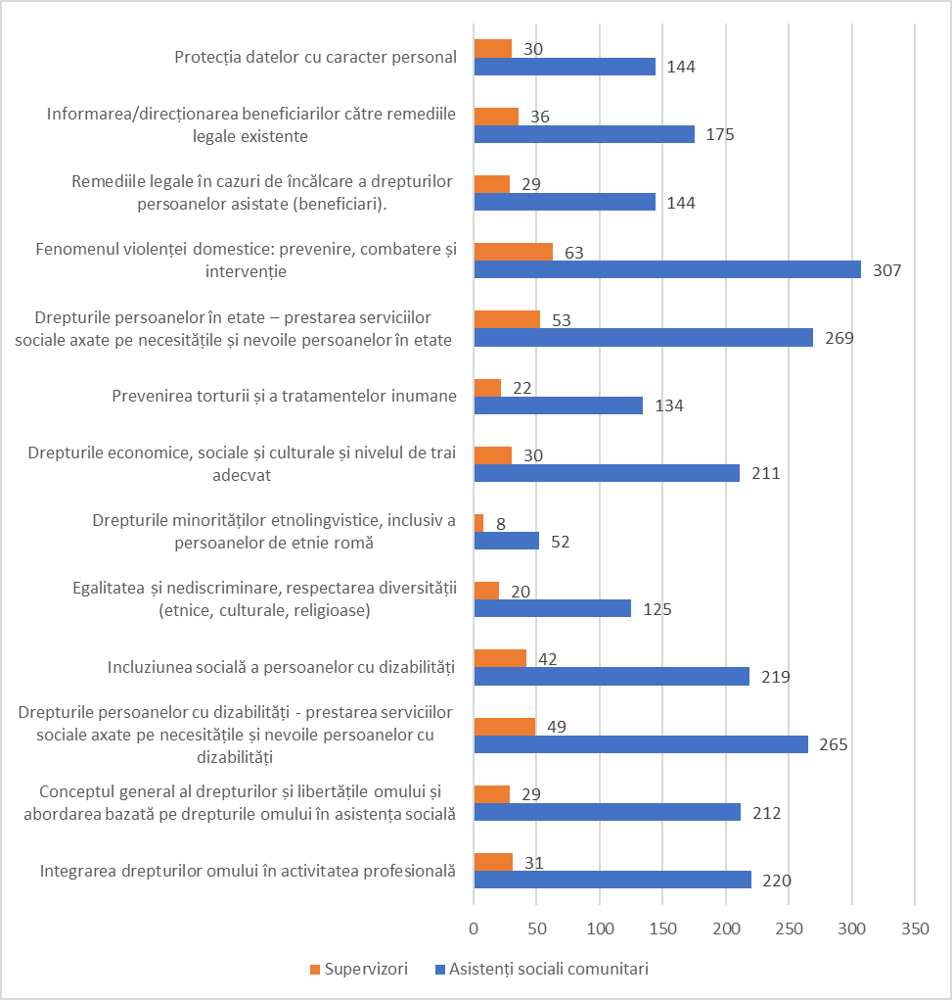 Protecția datelor cu caracter personal
30
144
Informarea/direcționarea beneficiarilor către remediile
legale existente
36
175
Remediile legale în cazuri de încălcare a drepturilor
persoanelor asistate (beneficiari).
29
144
Fenomenul violenței domestice: prevenire, combatere și
intervenție
63
307
Drepturile persoanelor în etate – prestarea serviciilor
sociale axate pe necesitățile și nevoile persoanelor în etate
53
269
Prevenirea torturii și a tratamentelor inumane
22
134
Drepturile economice, sociale și culturale și nivelul de trai
adecvat
30
211
Drepturile minorităților etnolingvistice, inclusiv a
persoanelor de etnie romă
8
52
Egalitatea și nediscriminare, respectarea diversității
(etnice, culturale, religioase)
20
125
Incluziunea socială a persoanelor cu dizabilități
42
219
Drepturile persoanelor cu dizabilități - prestarea serviciilor
sociale axate pe necesitățile și nevoile persoanelor cu
dizabilități
49
265
Conceptul general al drepturilor și libertățile omului și
abordarea bazată pe drepturile omului în asistența socială
29
212
Integrarea drepturilor omului în activitatea profesională
31
220
0 50 100 150 200 250 300 350
Supervizori Asistenți sociali comunitari